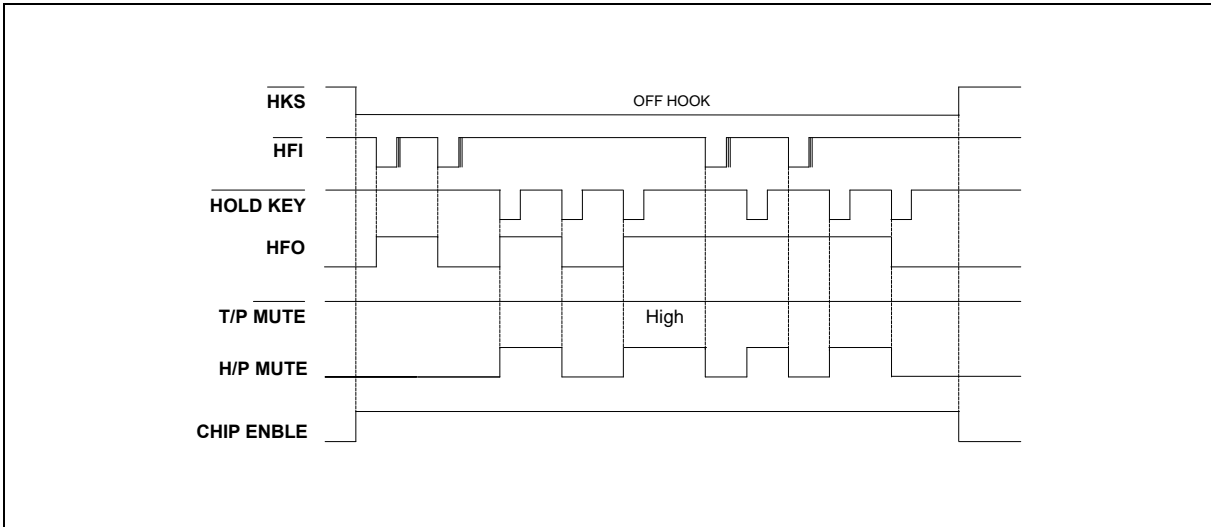 HKS
OFF HOOK
HFI
HOLD KEY
HFO
T/P MUTE
High
H/P MUTE
CHIP ENBLE